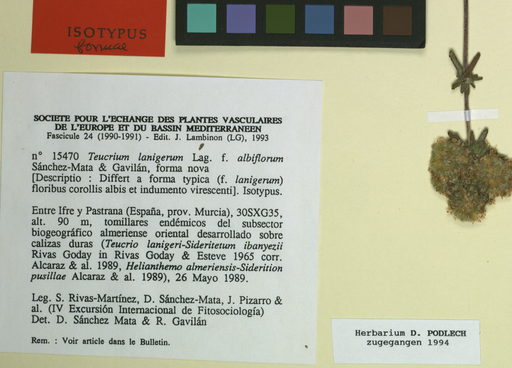 ISOTYPUS
formae
SOCIETE POUR L'ECHANGE DES PLANTES VASCULAIRES
DE L'EUROPE ET DU BASSIN MEDITERRANEEN
Fascicule 24 (1990-1991) - Edit. J. Lambinon (LG), 1993
n° 15470 Teucrium lanigerum Lag. f. albiflorum
Sánchez-Mata & Gavilán, forma nova
[Descriptio : Differt a forma typica (f. lanigerum)
floribus corollis albis et indumento virescenti]. Isotypus.
Entre Ifre y Pastrana (España, prov. Murcia), 30SXG35,
alt. 90 m, tomillares endémicos del subsector
biogeográfico almeriense oriental desarrollado sobre
calizas duras (Teucrio lanigeri-Sideritetum ibanyezii
Rivas Goday in Rivas Goday & Esteve 1965 corr.
Alcaraz & al. 1989, Helianthemo almeriensis-Siderition
pusillae Alcaraz & al. 1989), 26 Mayo 1989.
Leg. S. Rivas-Martínez, D. Sánchez-Mata, J. Pizarro &
al. (IV Excursión Internacional de Fitosociología)
Det. D. Sánchez Mata & R. Gavilán
Rem. : Voir article dans le Bulletin.
Herbarium D. PODLECH
zugegangen 1994